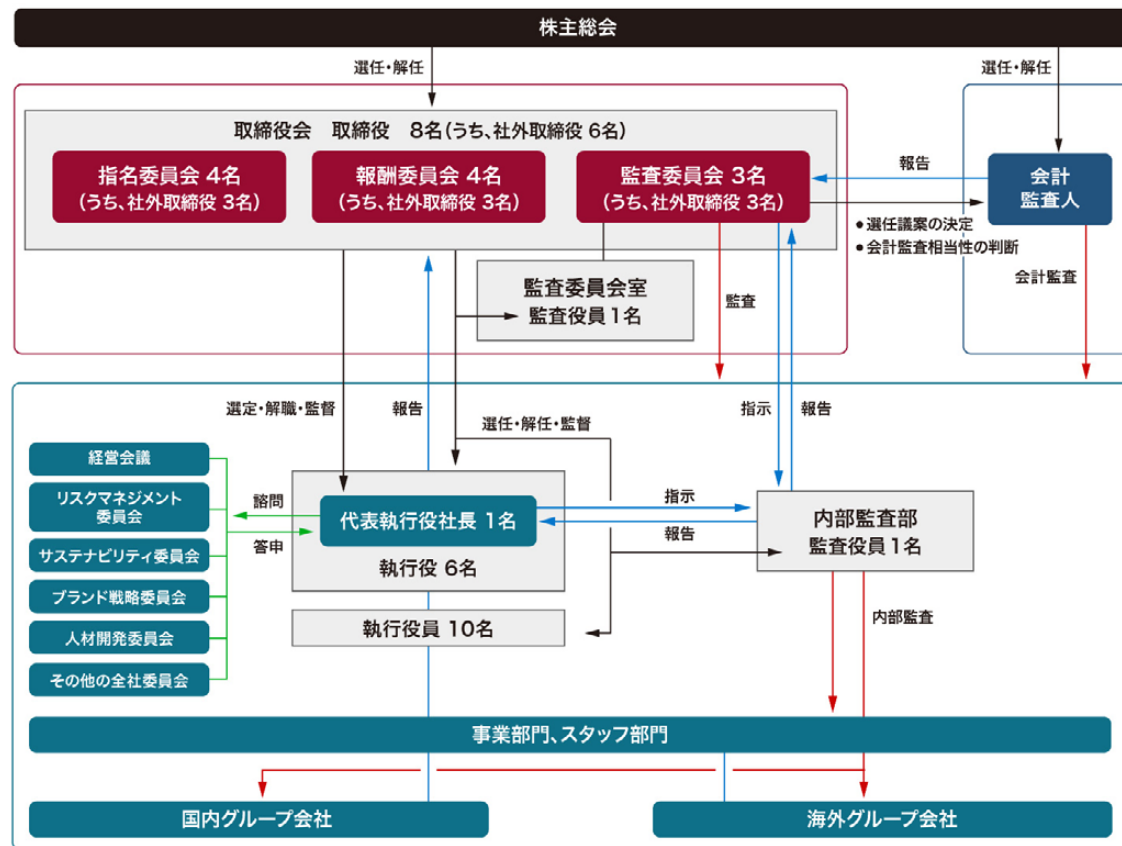 株主総会
選任・解任
選任・解任
取締役会　取締役　8名(うち、社外取締役 6名)
指名委員会 4名
(うち、社外取締役 3名)
報酬委員会 4名
(うち、社外取締役 3名)
監査委員会 3名
(うち、社外取締役 3名)
報告
会計
監査人
●選任議案の決定
●会計監査相当性の判断
監査委員会室
監査役員1名
監査
会計監査
選定・解職・監督
報告
選任・解任・監督
指示
報告
経営会議
リスクマネジメント
委員会
サステナビリティ委員会
ブランド戦略委員会
人材開発委員会
その他の全社委員会
諮問
答申
代表執行役社長 1名
執行役 6名
執行役員 10名
指示
報告
内部監査部
監査役員1名
内部監査
事業部門、スタッフ部門
国内グループ会社
海外グループ会社